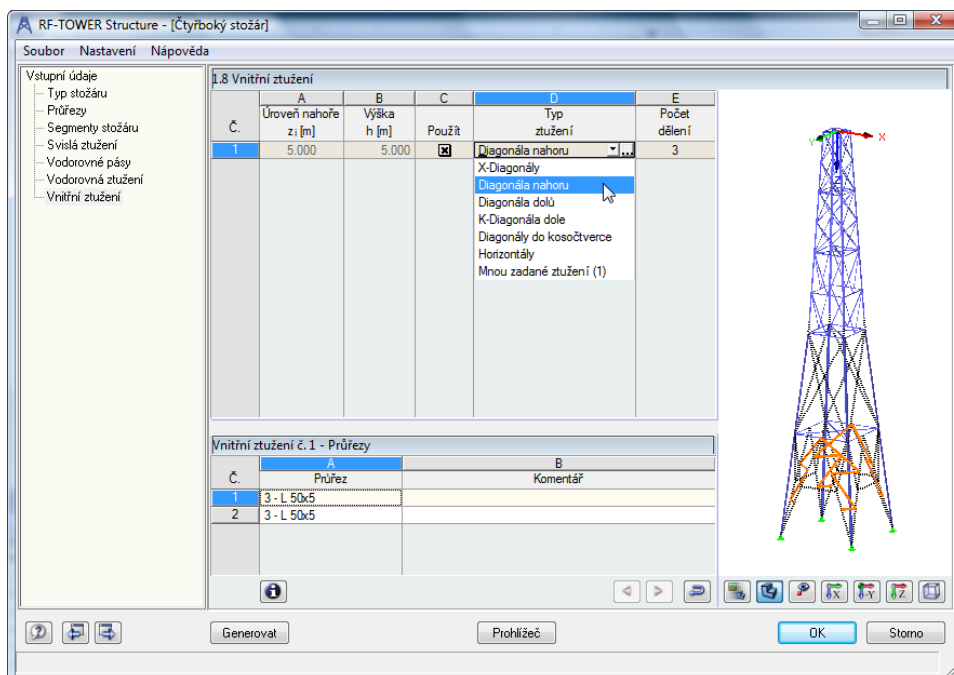 RF-TOWER Structure - [Čtyřboký stožár]
Soubor Nastavení Nápověda
Vstupní údaje
Typ stožáru
Průřezy
Segmenty stožáru
Svislá ztužení
Vodorovné pásy
Vodorovná ztužení
Vnitřní ztužení
1.8 Vnitřní ztužení
A B C D E
Úroveň nahoře Výška Typ Počet
Č. z i [m] h [m] Použít ztužení dělení
1 5.000 5.000 Diagonála nahoru ... 3
X-Diagonály
Diagonála nahoru
Diagonála dolů
K-Diagonála dole
Diagonály do kosočtverce
Horizontály
Mnou zadané ztužení (1)
X
Y
Z
Vnitřní ztužení č. 1 - Průřezy
A B
Č. Průřez Komentář
1 3 - L 50x5
2 3 - L 50x5
X -Y Z
Generovat Prohlížeč OK Storno